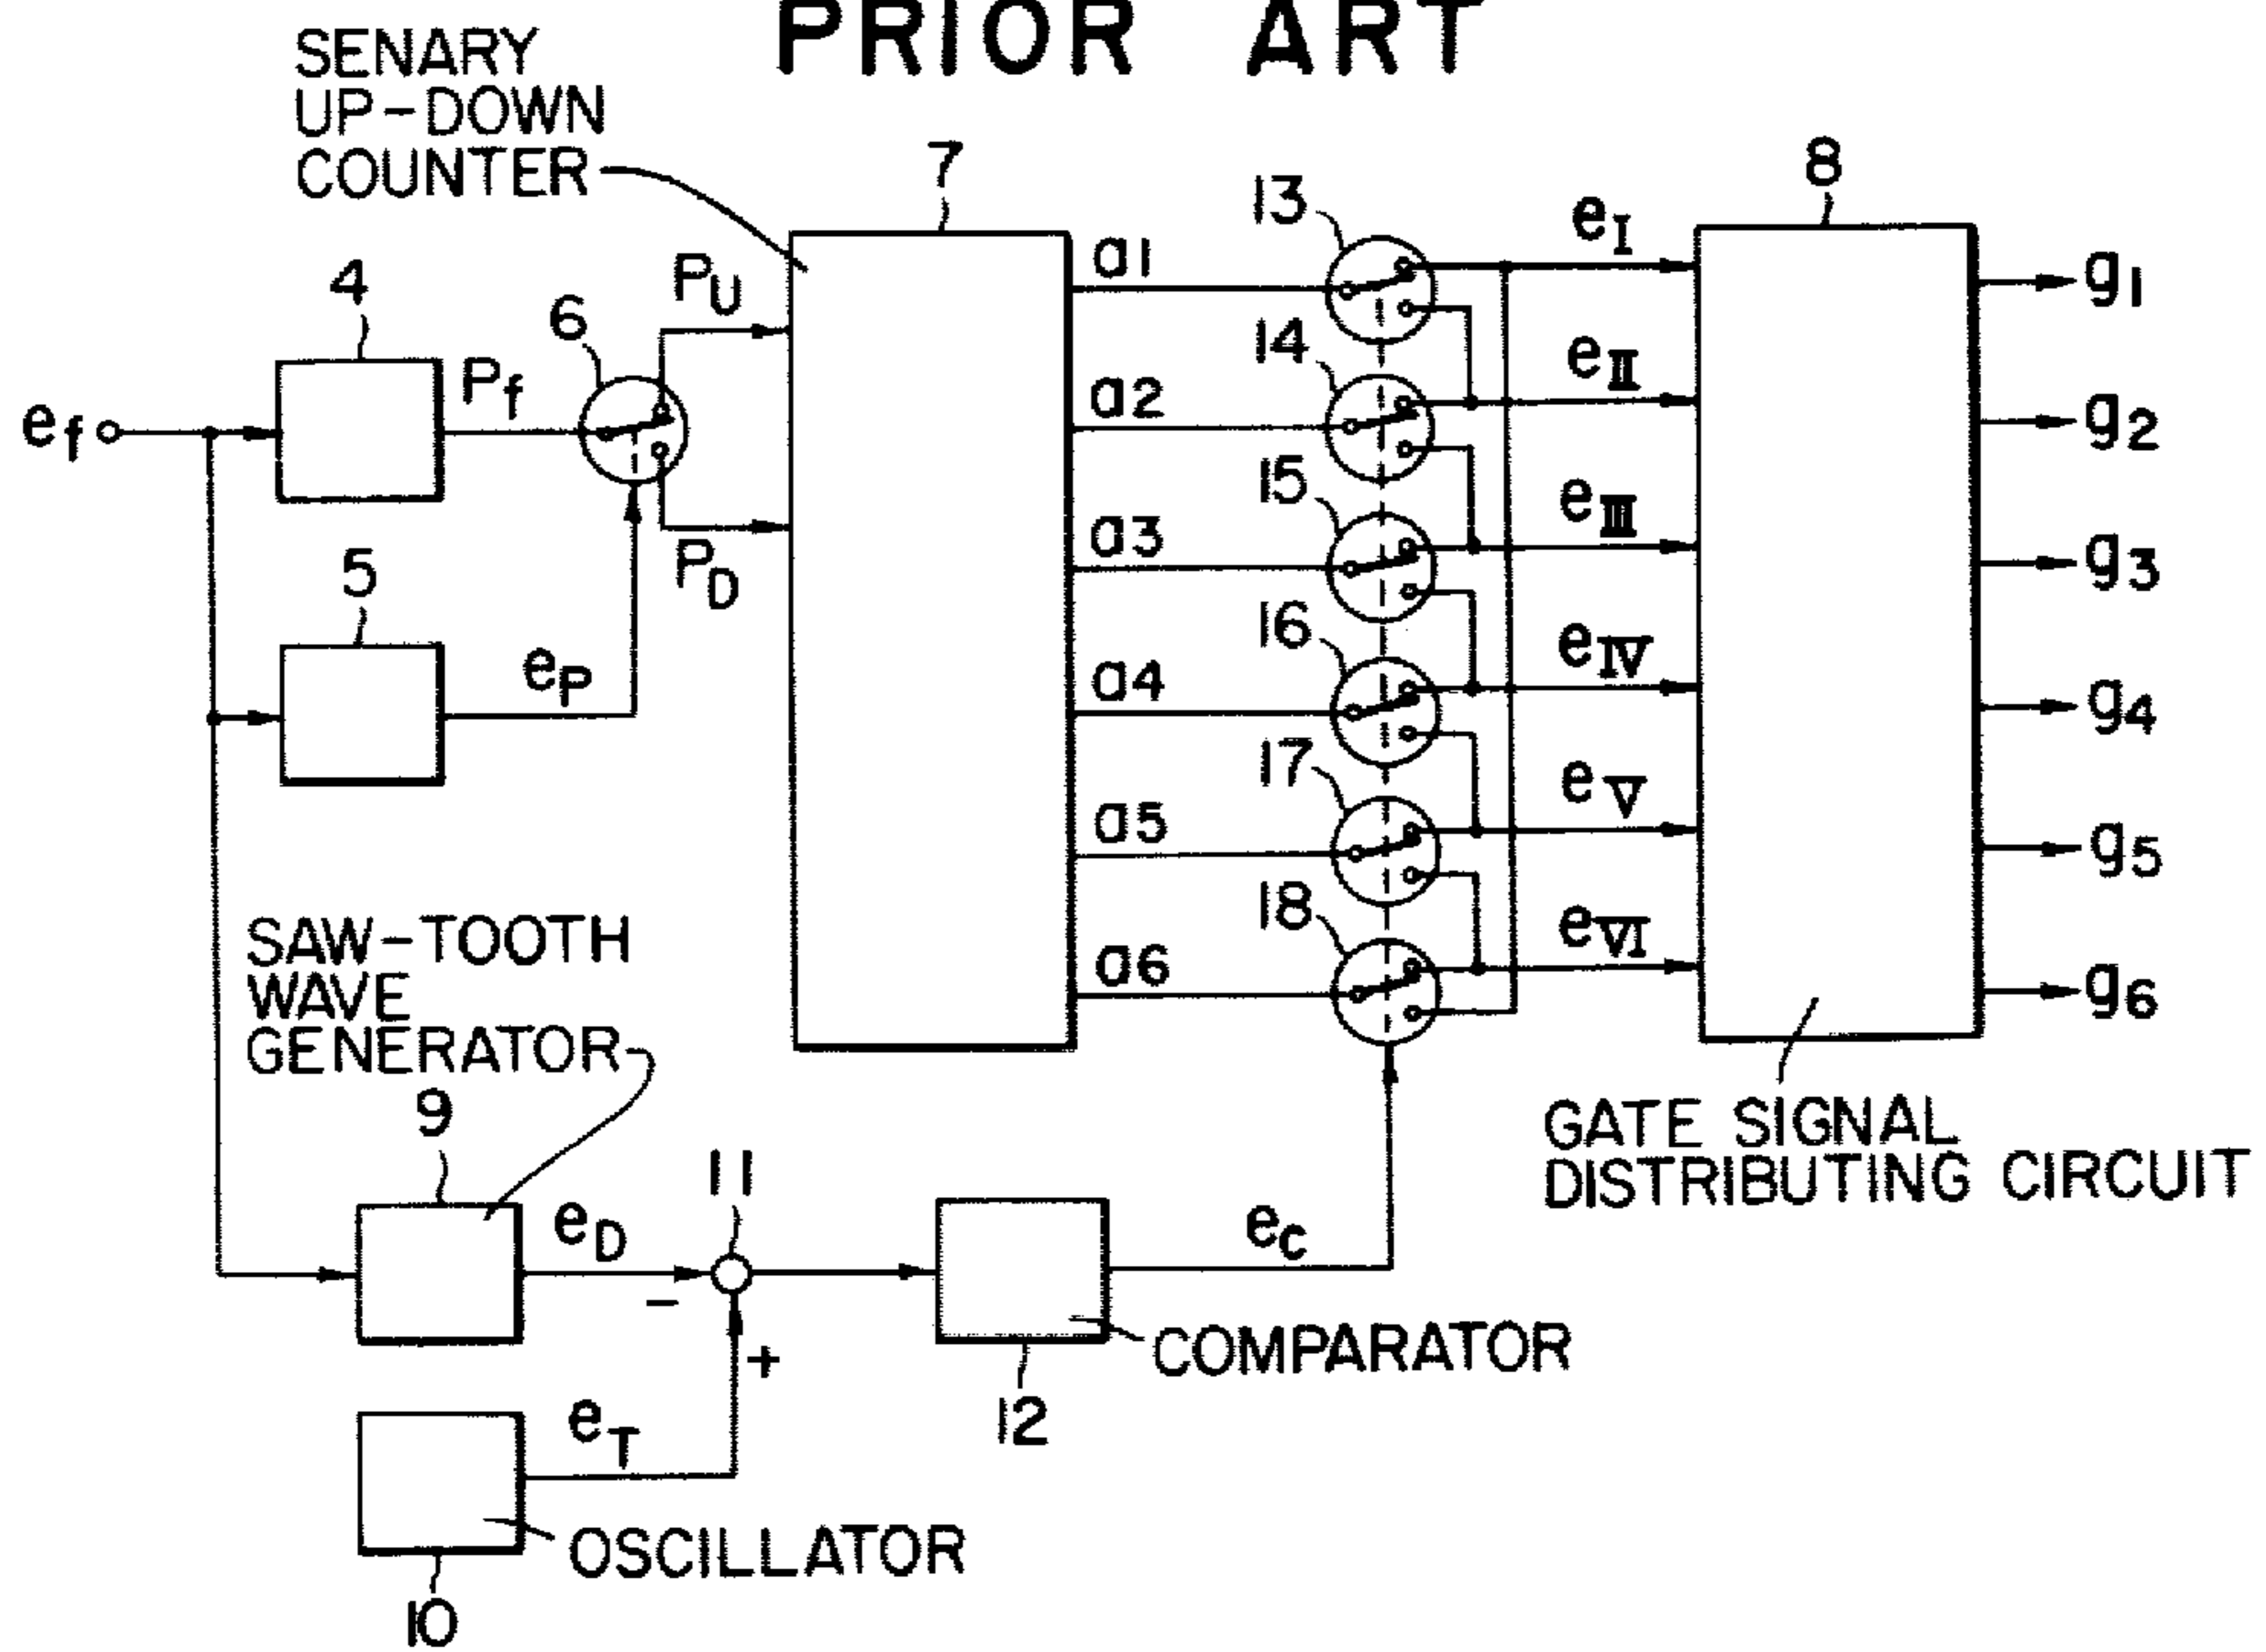 PRIOR ART
SENARY
UP-DOWN
COUNTER
7
8
13
14
15
16
17
18
4
5
6
ef
Pf
eP
PU
PD
a1
a2
a3
a4
a5
a6
eI
eII
eIII
eIV
eV
eVI
g1
g2
g3
g4
g5
g6
SAW-TOOTH
WAVE
GENERATOR
9
eD
11
-
+
eT
ec
COMPARATOR
12
OSCILLATOR
10
GATE SIGNAL
DISTRIBUTING CIRCUIT